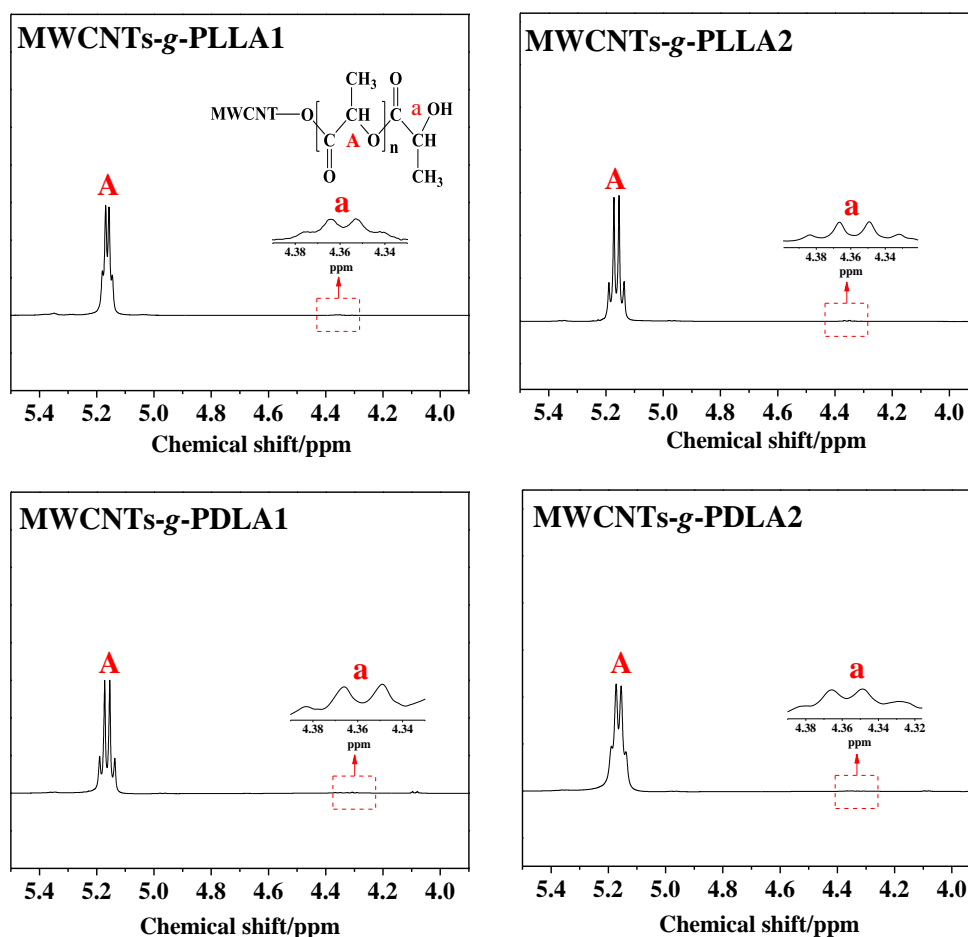 MWCNTs-g-PLLA1
CH3
O
a
OH
MWCNT
O
A
O
n
CH
O
CH3
A
a
4.38 4.36 4.34
ppm
5.4 5.2 5.0 4.8 4.6 4.4 4.2 4.0
Chemical shift/ppm
MWCNTs-g-PLLA2
A
a
4.38 4.36 4.34
ppm
5.4 5.2 5.0 4.8 4.6 4.4 4.2 4.0
Chemical shift/ppm
MWCNTs-g-PDLA1
A
a
4.38 4.36 4.34
ppm
5.4 5.2 5.0 4.8 4.6 4.4 4.2 4.0
Chemical shift/ppm
MWCNTs-g-PDLA2
A
a
4.38 4.36 4.34 4.32
ppm
5.4 5.2 5.0 4.8 4.6 4.4 4.2 4.0
Chemical shift/ppm